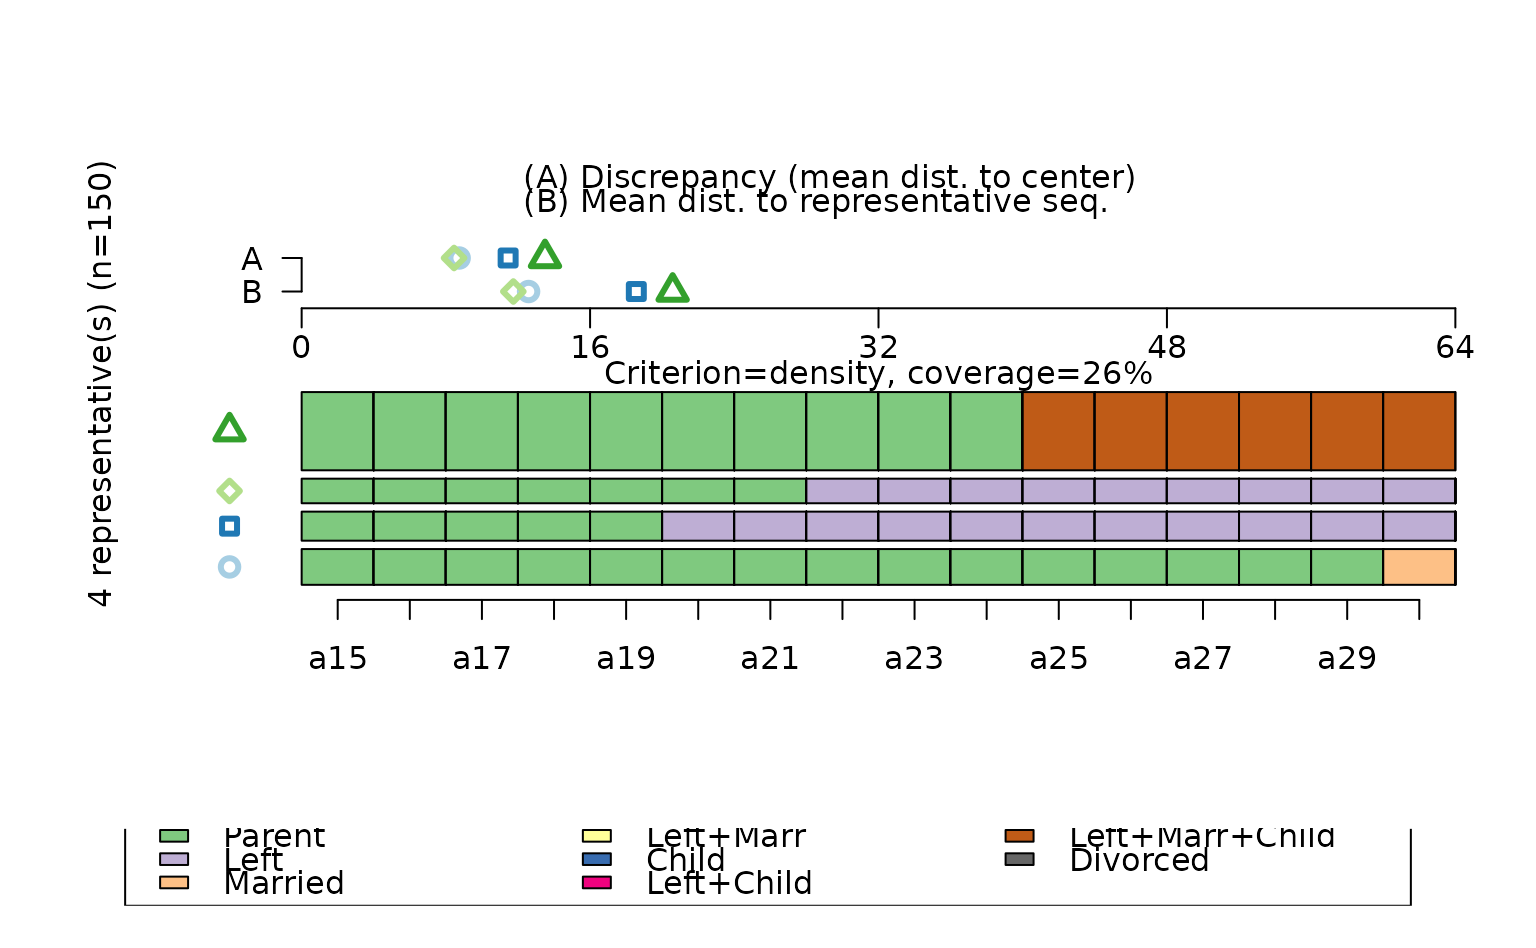 (A) Discrepancy (mean dist. to center)
(B) Mean dist. to representative seq.
4 representative(s) (n=150)
A
B
0 16 32 48 64
Criterion=density, coverage=26%
a15 a17 a19 a21 a23 a25 a27 a29
Parent Left+Marr Left+Marr+Child
Left Child Divorced
Married Left+Child